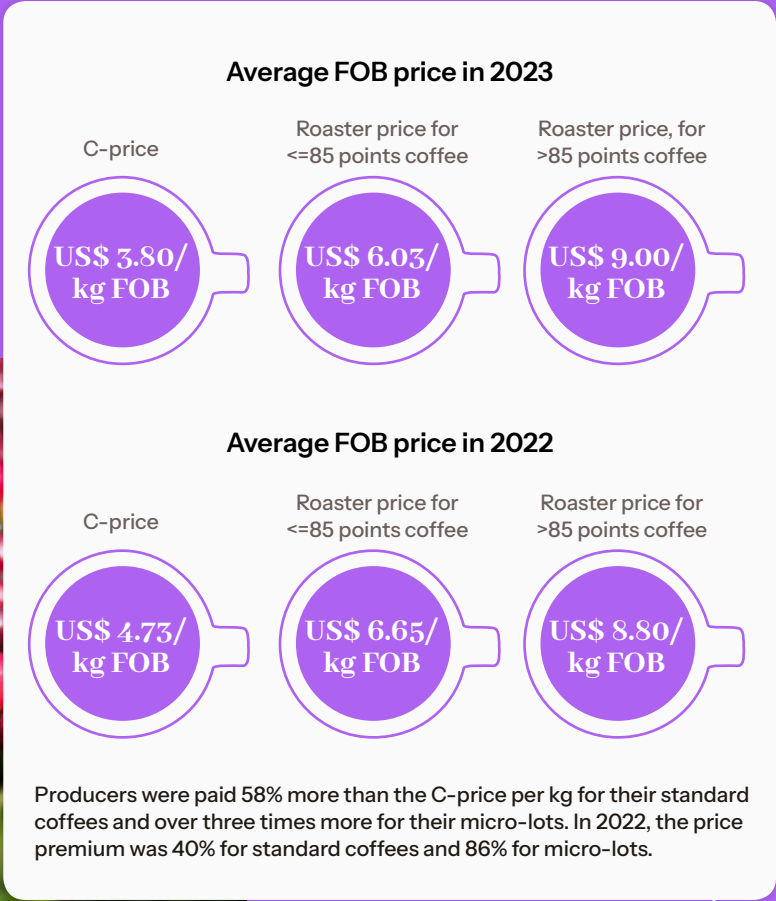 Average FOB price in 2023
C-price
Roaster price for
<=85 points coffee
Roaster price, for
>85 points coffee
US$ 3.80/
kg FOB
US$ 6.03/
kg FOB
US$ 9.00/
kg FOB
Average FOB price in 2022
C-price
Roaster price for
<=85 points coffee
Roaster price for
>85 points coffee
US$ 4.73/
kg FOB
US$ 6.65/
kg FOB
US$ 8.80/
kg FOB
Producers were paid 58% more than the C-price per kg for their standard
coffees and over three times more for their micro-lots. In 2022, the price
premium was 40% for standard coffees and 86% for micro-lots.